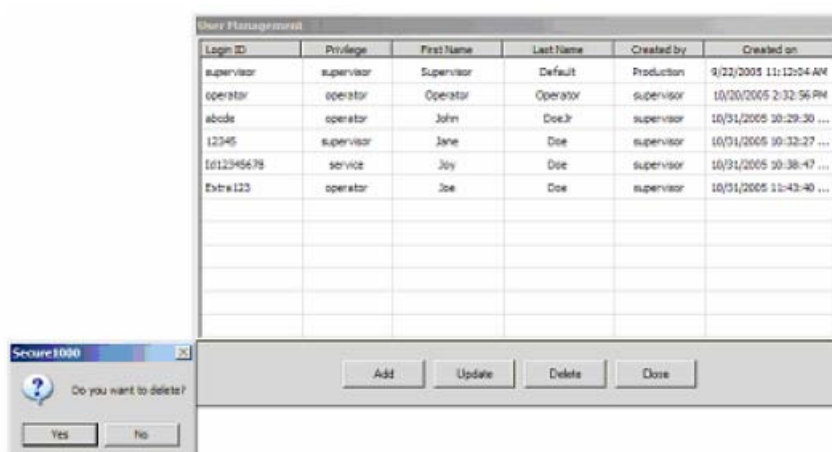 User Management
Login ID Privilege First Name Last Name Created by Created on
supervisor supervisor Supervisor Default Production 9/22/2005 11:12:04 AM
operator operator Operator Operator supervisor 10/20/2005 2:32:56 PM
abcde operator John DoeJr supervisor 10/31/2005 10:29:30 ...
12345 supervisor Jane Doe supervisor 10/31/2005 10:32:27 ...
Id12345678 service Joy Doe supervisor 10/31/2005 10:38:47 ...
Extra123 operator Joe Doe supervisor 10/31/2005 11:43:40 ...
Add Update Delete Close
Secure1000
Do you want to delete?
Yes No